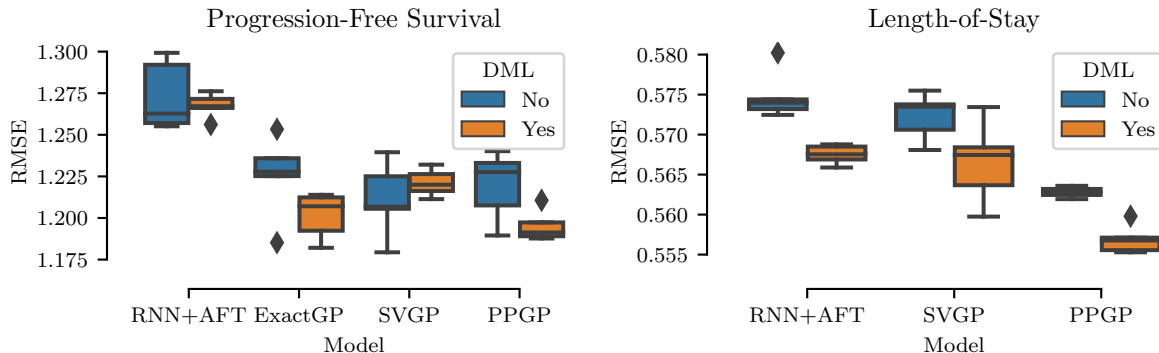 Progression-Free Survival
RMSE
1.300
1.275
1.250
1.225
1.200
1.175
DML
No
Yes
RNN+AFT ExactGP SVGP PPGP
Model
Length-of-Stay
RMSE
0.580
0.575
0.570
0.565
0.560
0.555
DML
No
Yes
RNN+AFT SVGP PPGP
Model